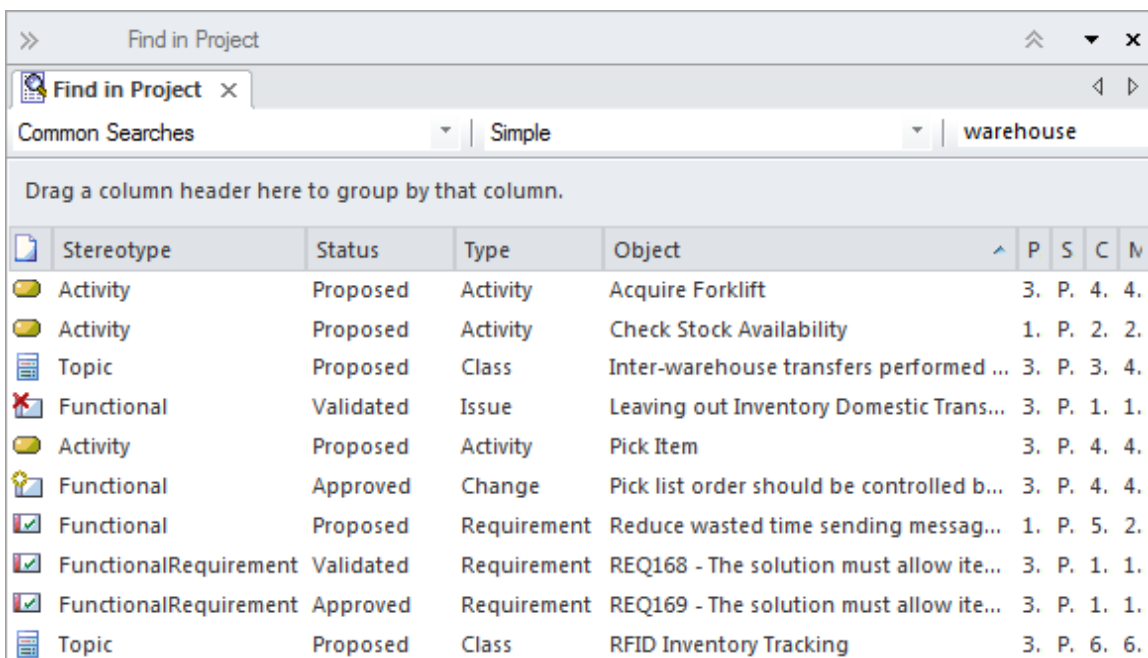 Find in Project
Find in Project
Common Searches Simple warehouse
Drag a column header here to group by that column.
Stereotype Status Type Object P S C M
Activity Proposed Activity Acquire Forklift 3. P. 4. 4.
Activity Proposed Activity Check Stock Availability 1. P. 2. 2.
Topic Proposed Class Inter-warehouse transfers performed ... 3. P. 3. 4.
Functional Validated Issue Leaving out Inventory Domestic Trans... 3. P. 1. 1.
Activity Proposed Activity Pick Item 3. P. 4. 4.
Functional Approved Change Pick list order should be controlled b... 3. P. 4. 4.
Functional Proposed Requirement Reduce wasted time sending messag... 1. P. 5. 2.
FunctionalRequirement Validated Requirement REQ168 - The solution must allow ite... 3. P. 1. 1.
FunctionalRequirement Approved Requirement REQ169 - The solution must allow ite... 3. P. 1. 1.
Topic Proposed Class RFID Inventory Tracking 3. P. 6. 6.